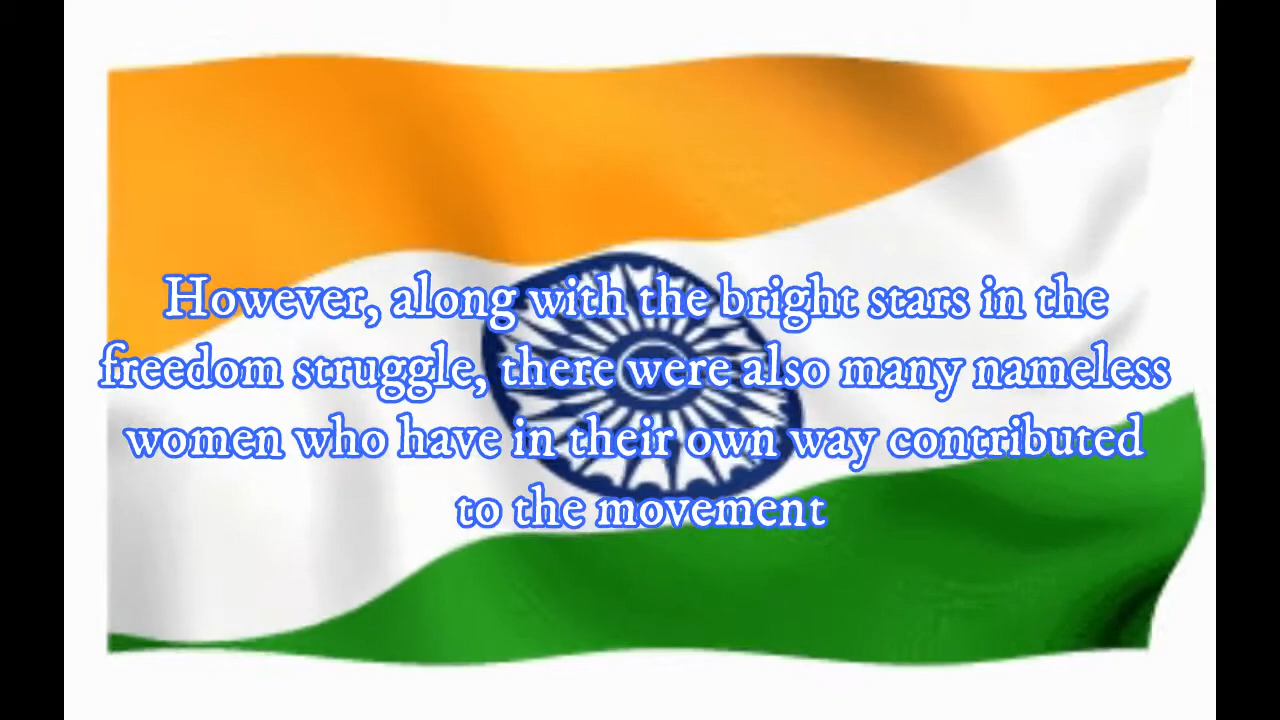 However, along with the bright stars in the
freedom struggle, there were also many nameless
women who have in their own way contributed
to the movement